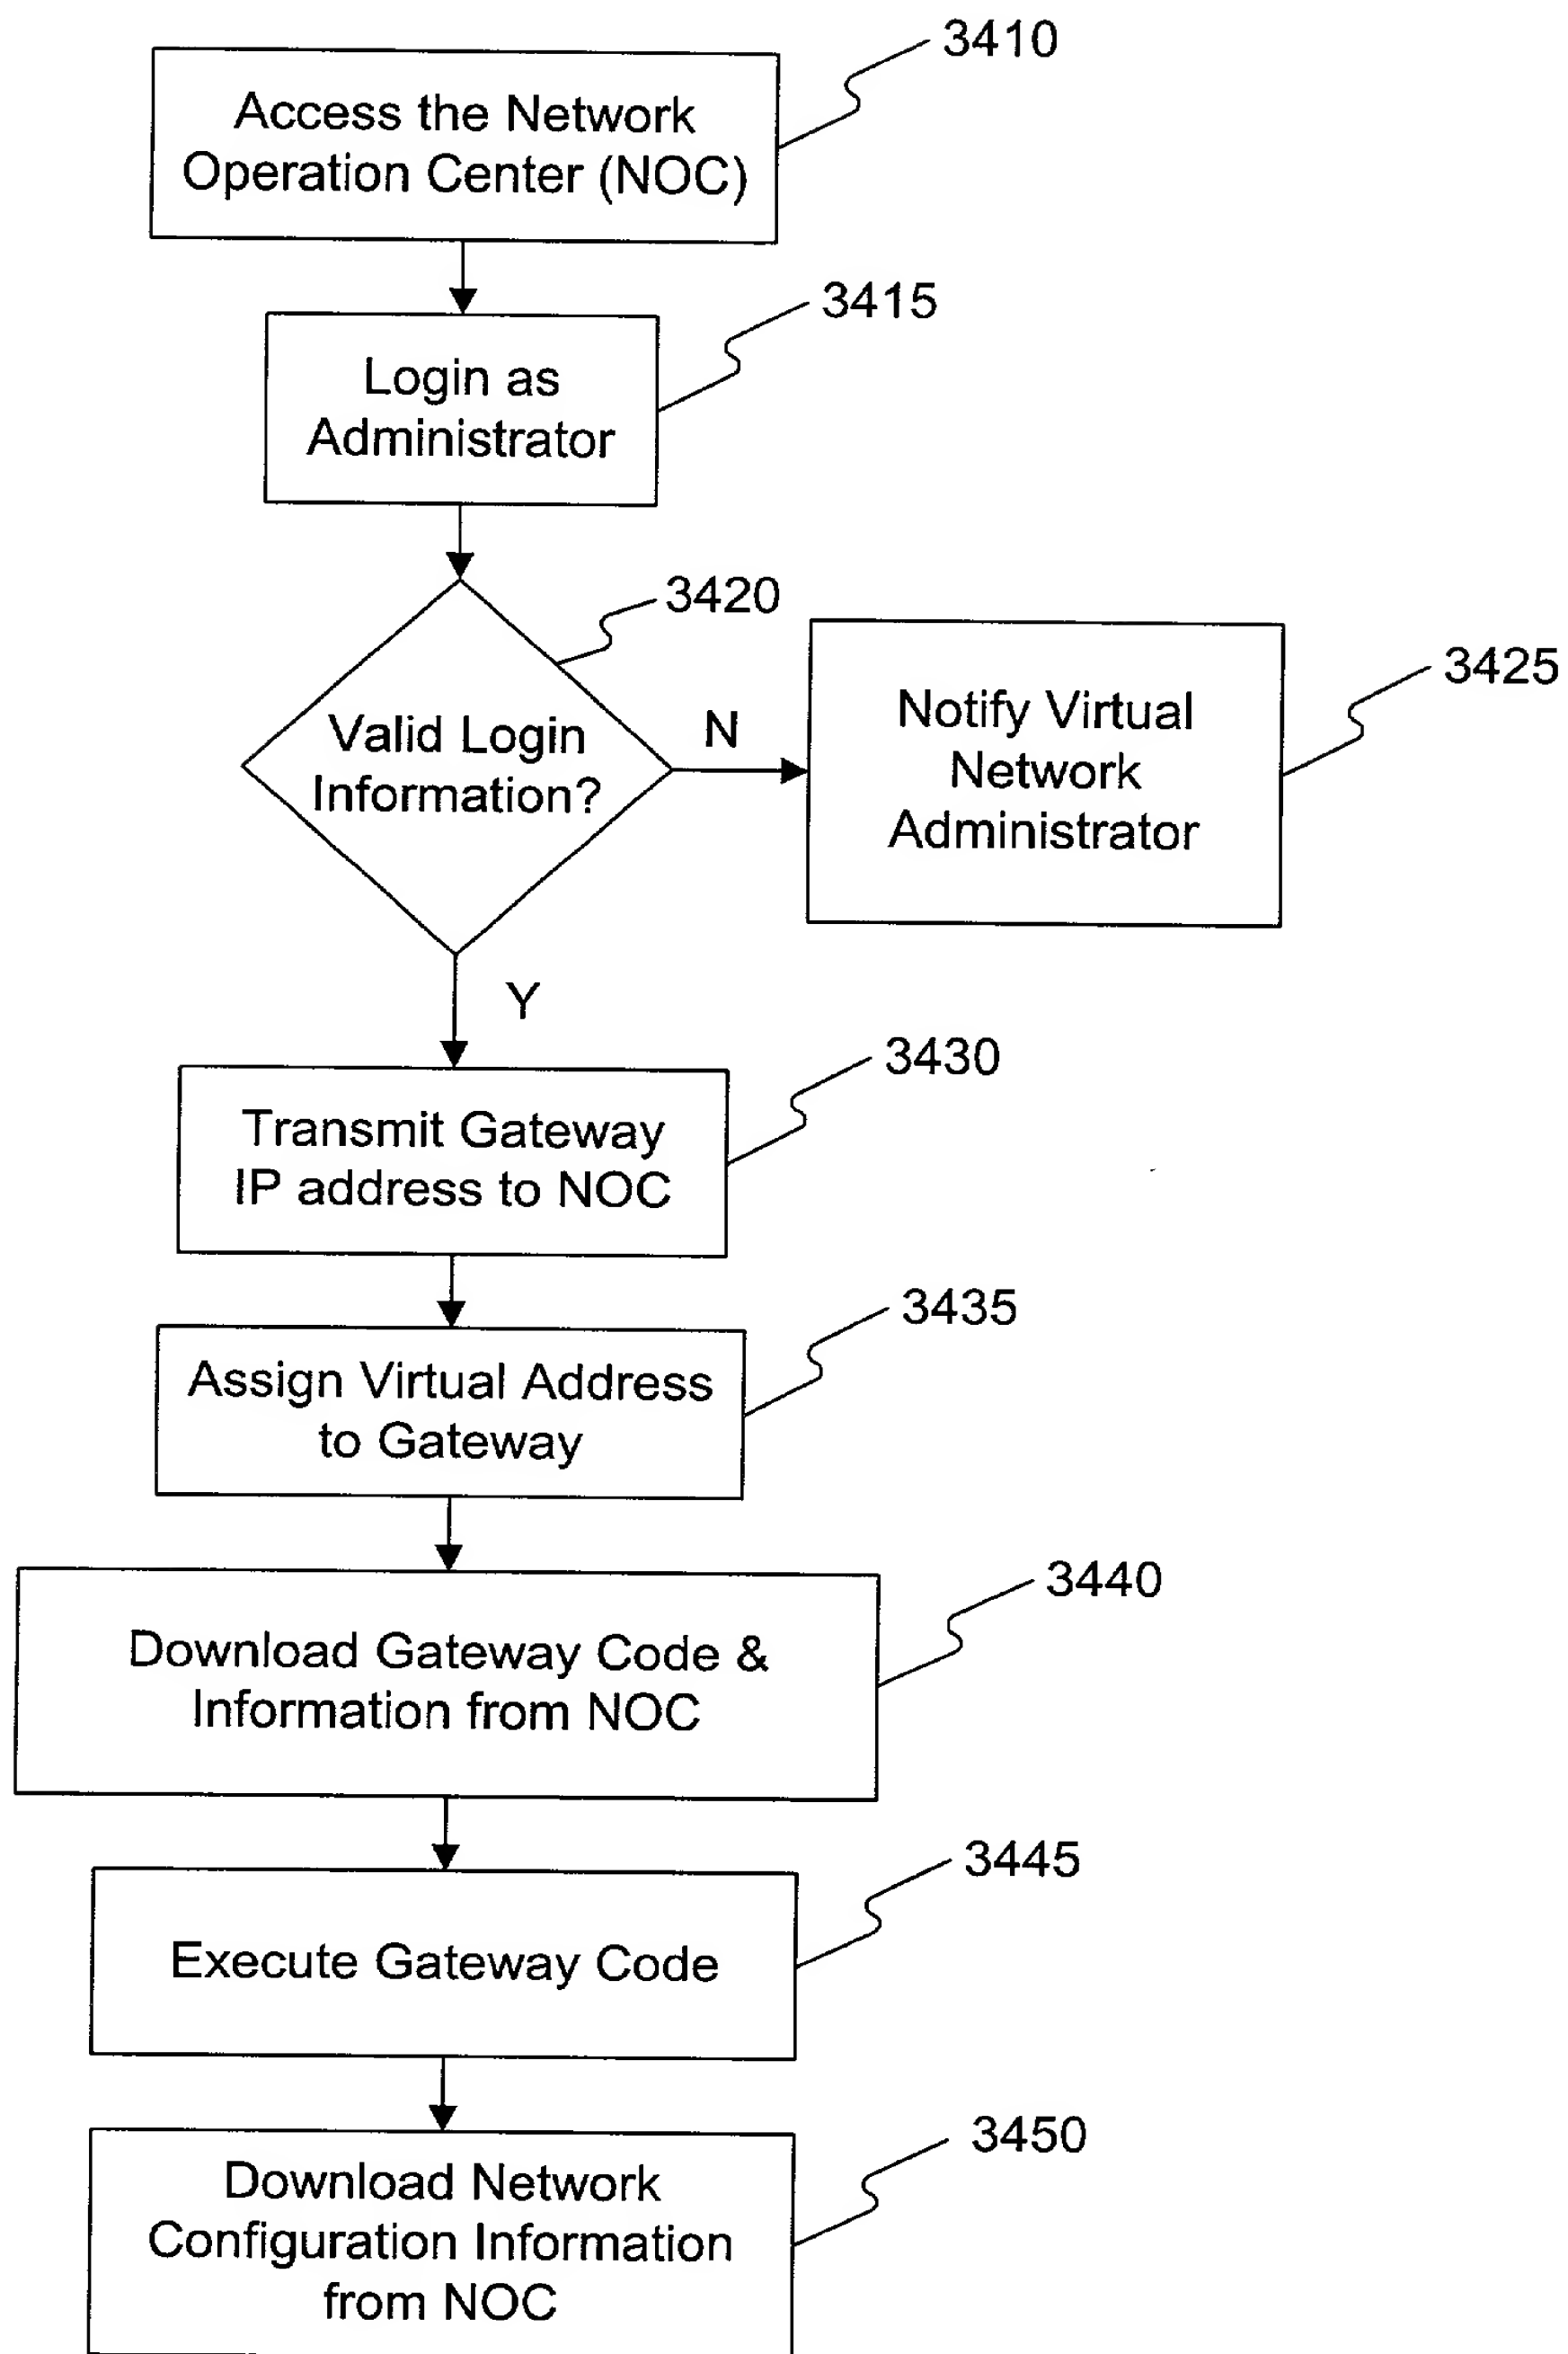 3410
Access the Network
Operation Center (NOC)
3415
Login as
Administrator
3420
Valid Login
Information?
N
3425
Notify Virtual
Network
Administrator
Y
3430
Transmit Gateway
IP address to NOC
3435
Assign Virtual Address
to Gateway
3440
Download Gateway Code &
Information from NOC
3445
Execute Gateway Code
3450
Download Network
Configuration Information
from NOC